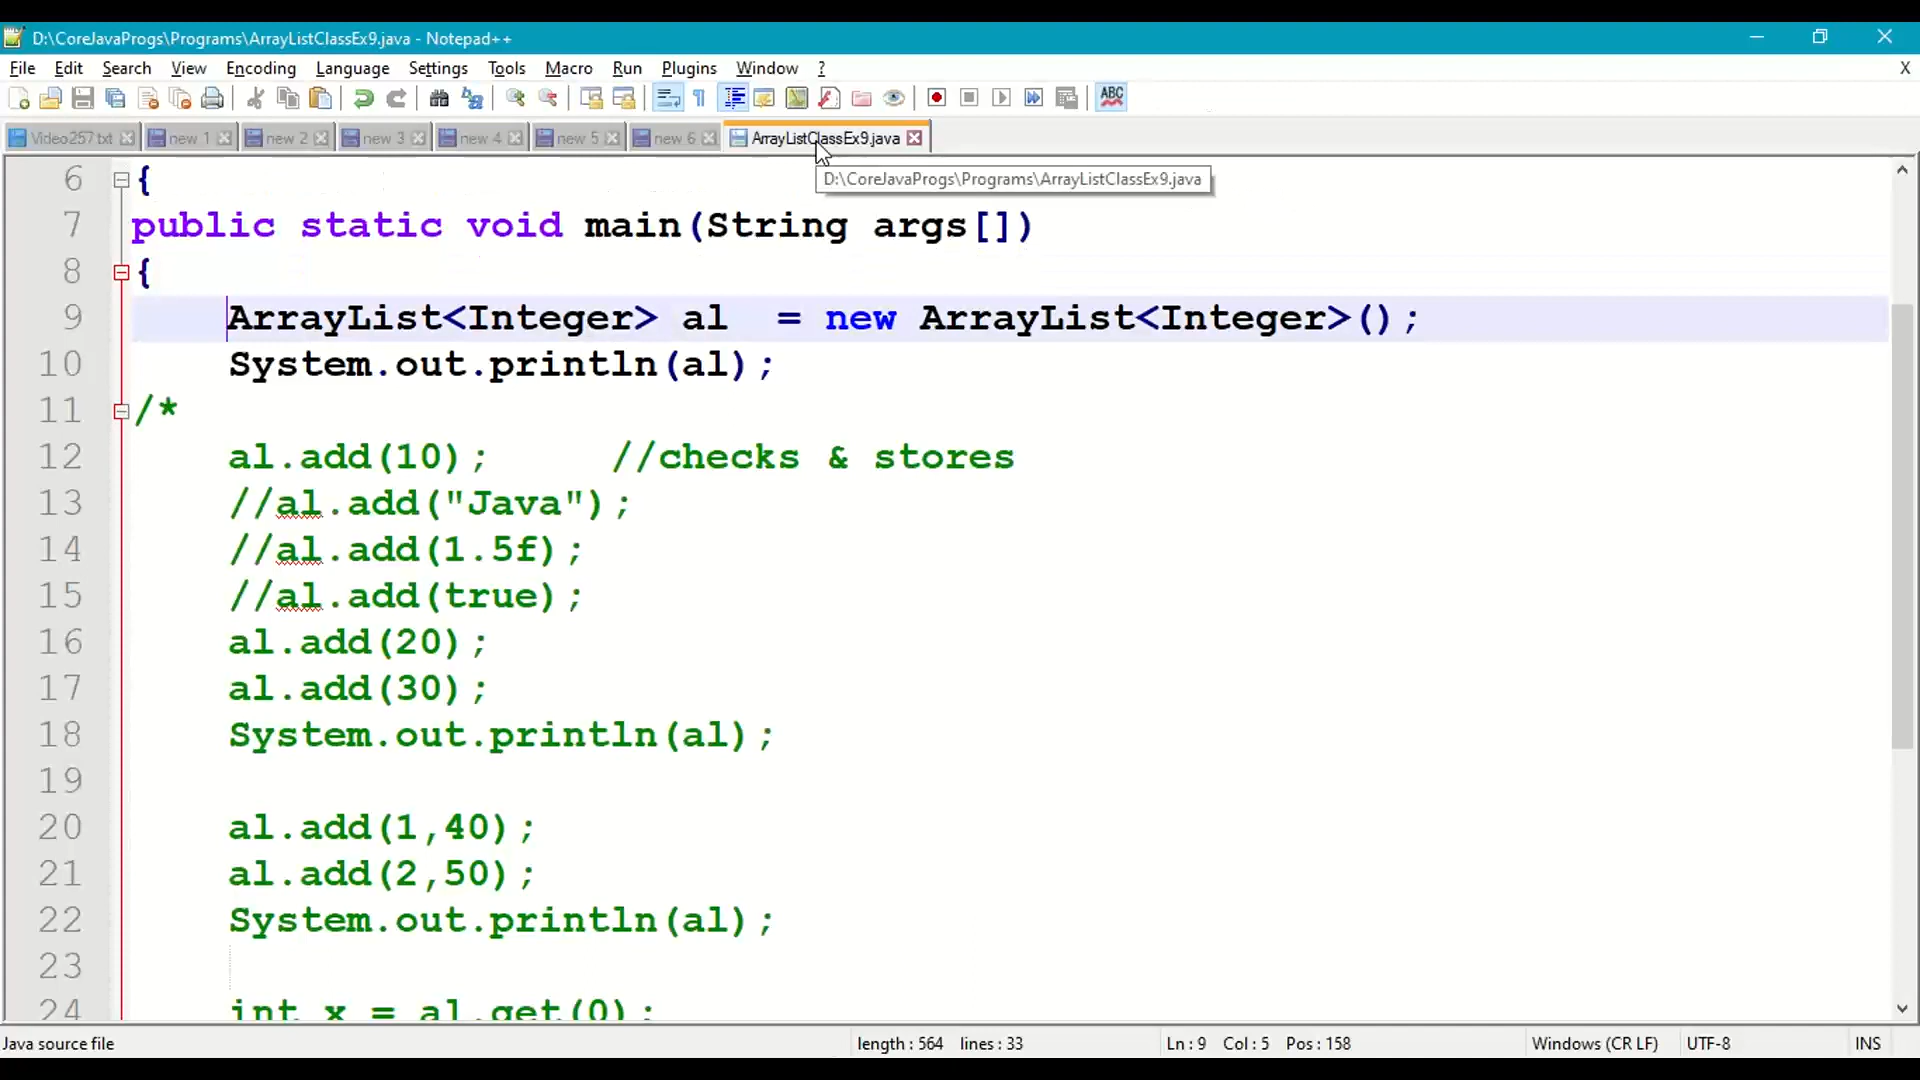 D:\CoreJavaProgs\Programs\ArrayListClassEx9.java - Notepad++
File Edit Search View Encoding Language Settings Tools Macro Run Plugins Window ? X
ABC
Video257.txt new 1 new 2 new 3 new 4 new 5 new 6 ArrayListClassEx9.java
D:\CoreJavaProgs\Programs\ArrayListClassEx9.java
6 {
7 public static void main(String args[])
8 {
9 ArrayList<Integer> al = new ArrayList<Integer>();
10 System.out.println(al);
11 /*
12 al.add(10); //checks & stores
13 //al.add("Java");
14 //al.add(1.5f);
15 //al.add(true);
16 al.add(20);
17 al.add(30);
18 System.out.println(al);
19
20 al.add(1,40);
21 al.add(2,50);
22 System.out.println(al);
23
24 int x = al.get(0);
Java source file length : 564 lines : 33 Ln : 9 Col : 5 Pos : 158 Windows (CR LF) UTF-8 INS